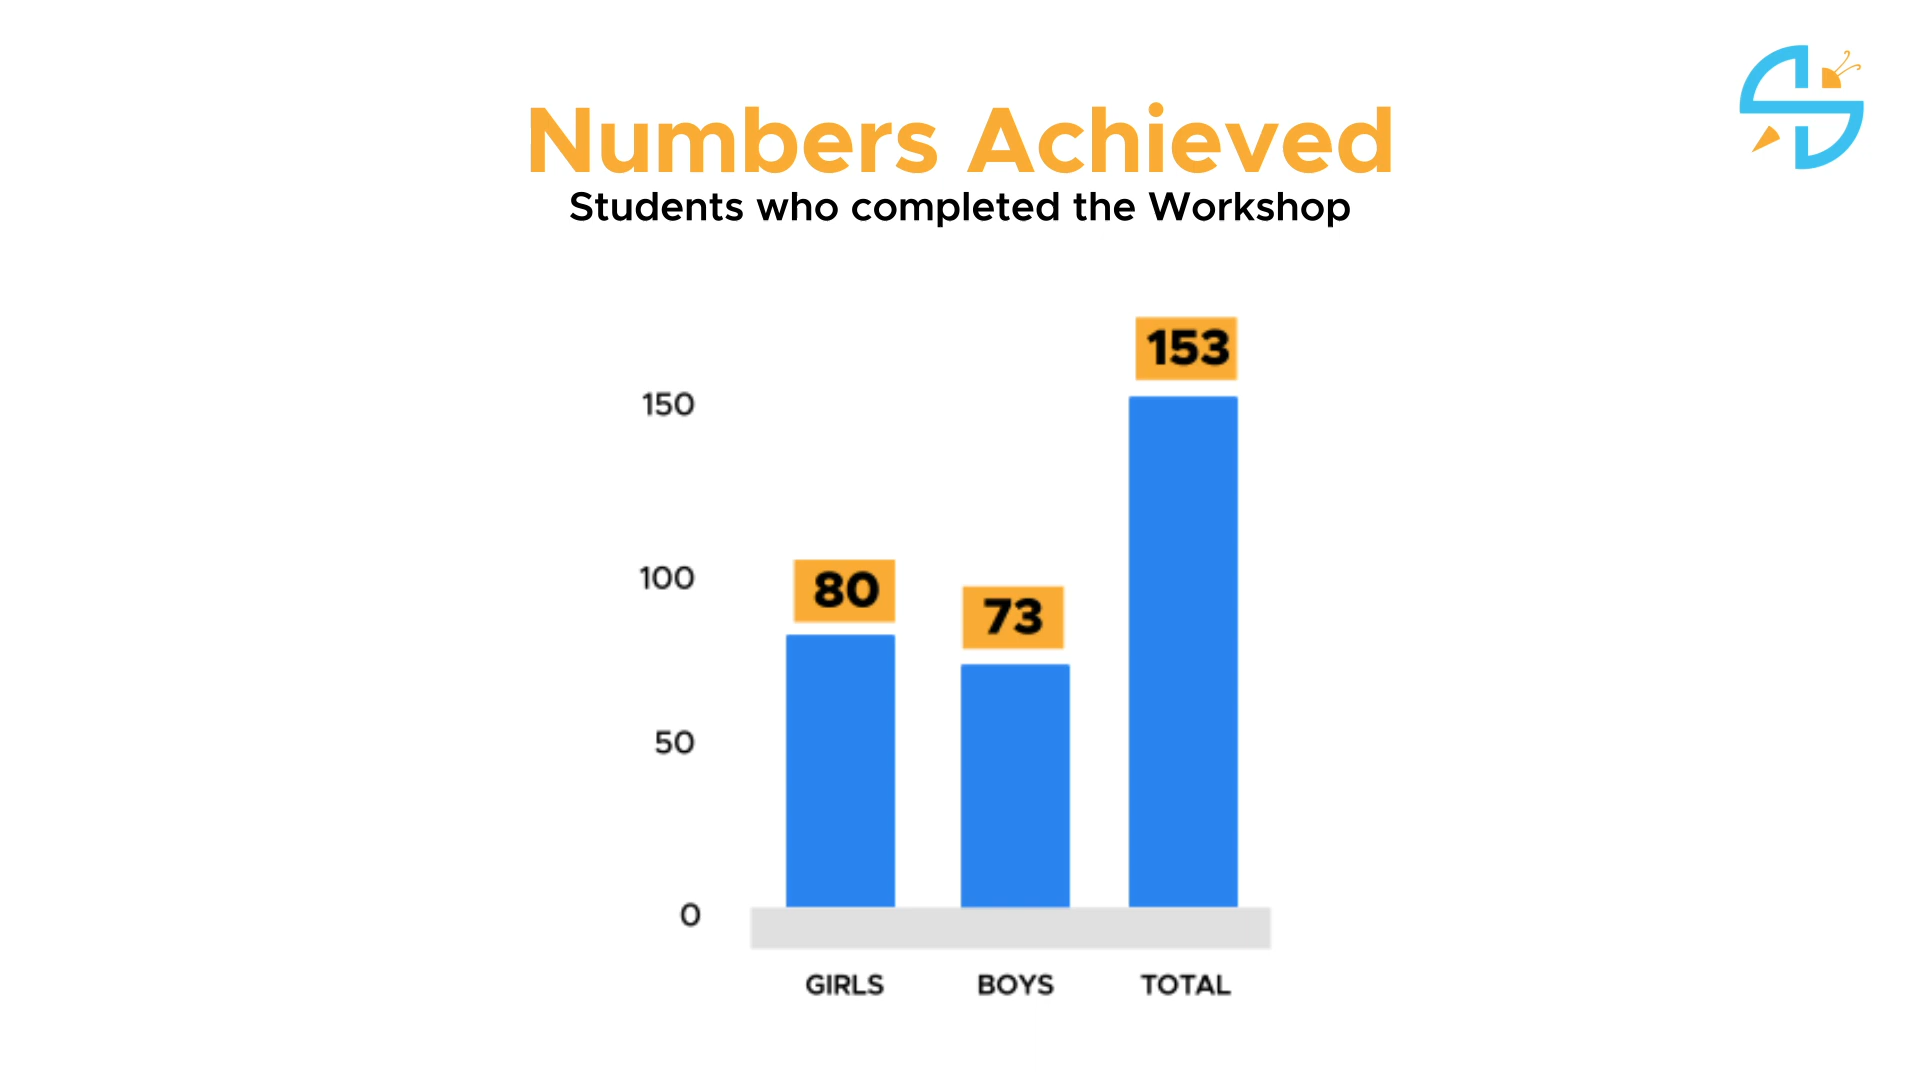 Numbers Achieved
Students who completed the Workshop
153
150
100
80
73
50
0
GIRLS BOYS TOTAL